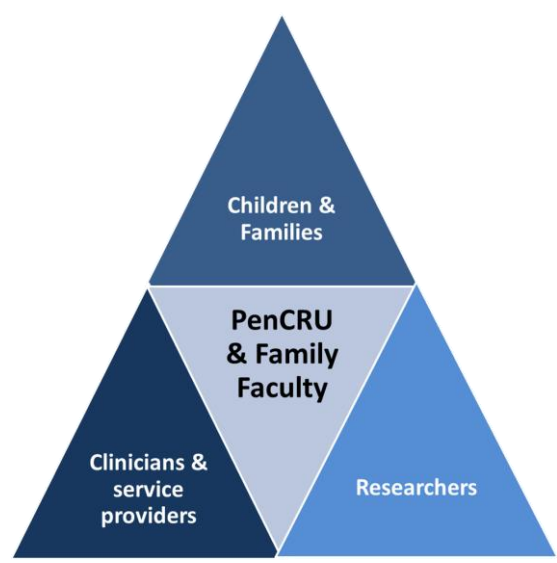 Children &
Families
PenCRU
& Family
Faculty
Clinicians &
service
providers
Researchers